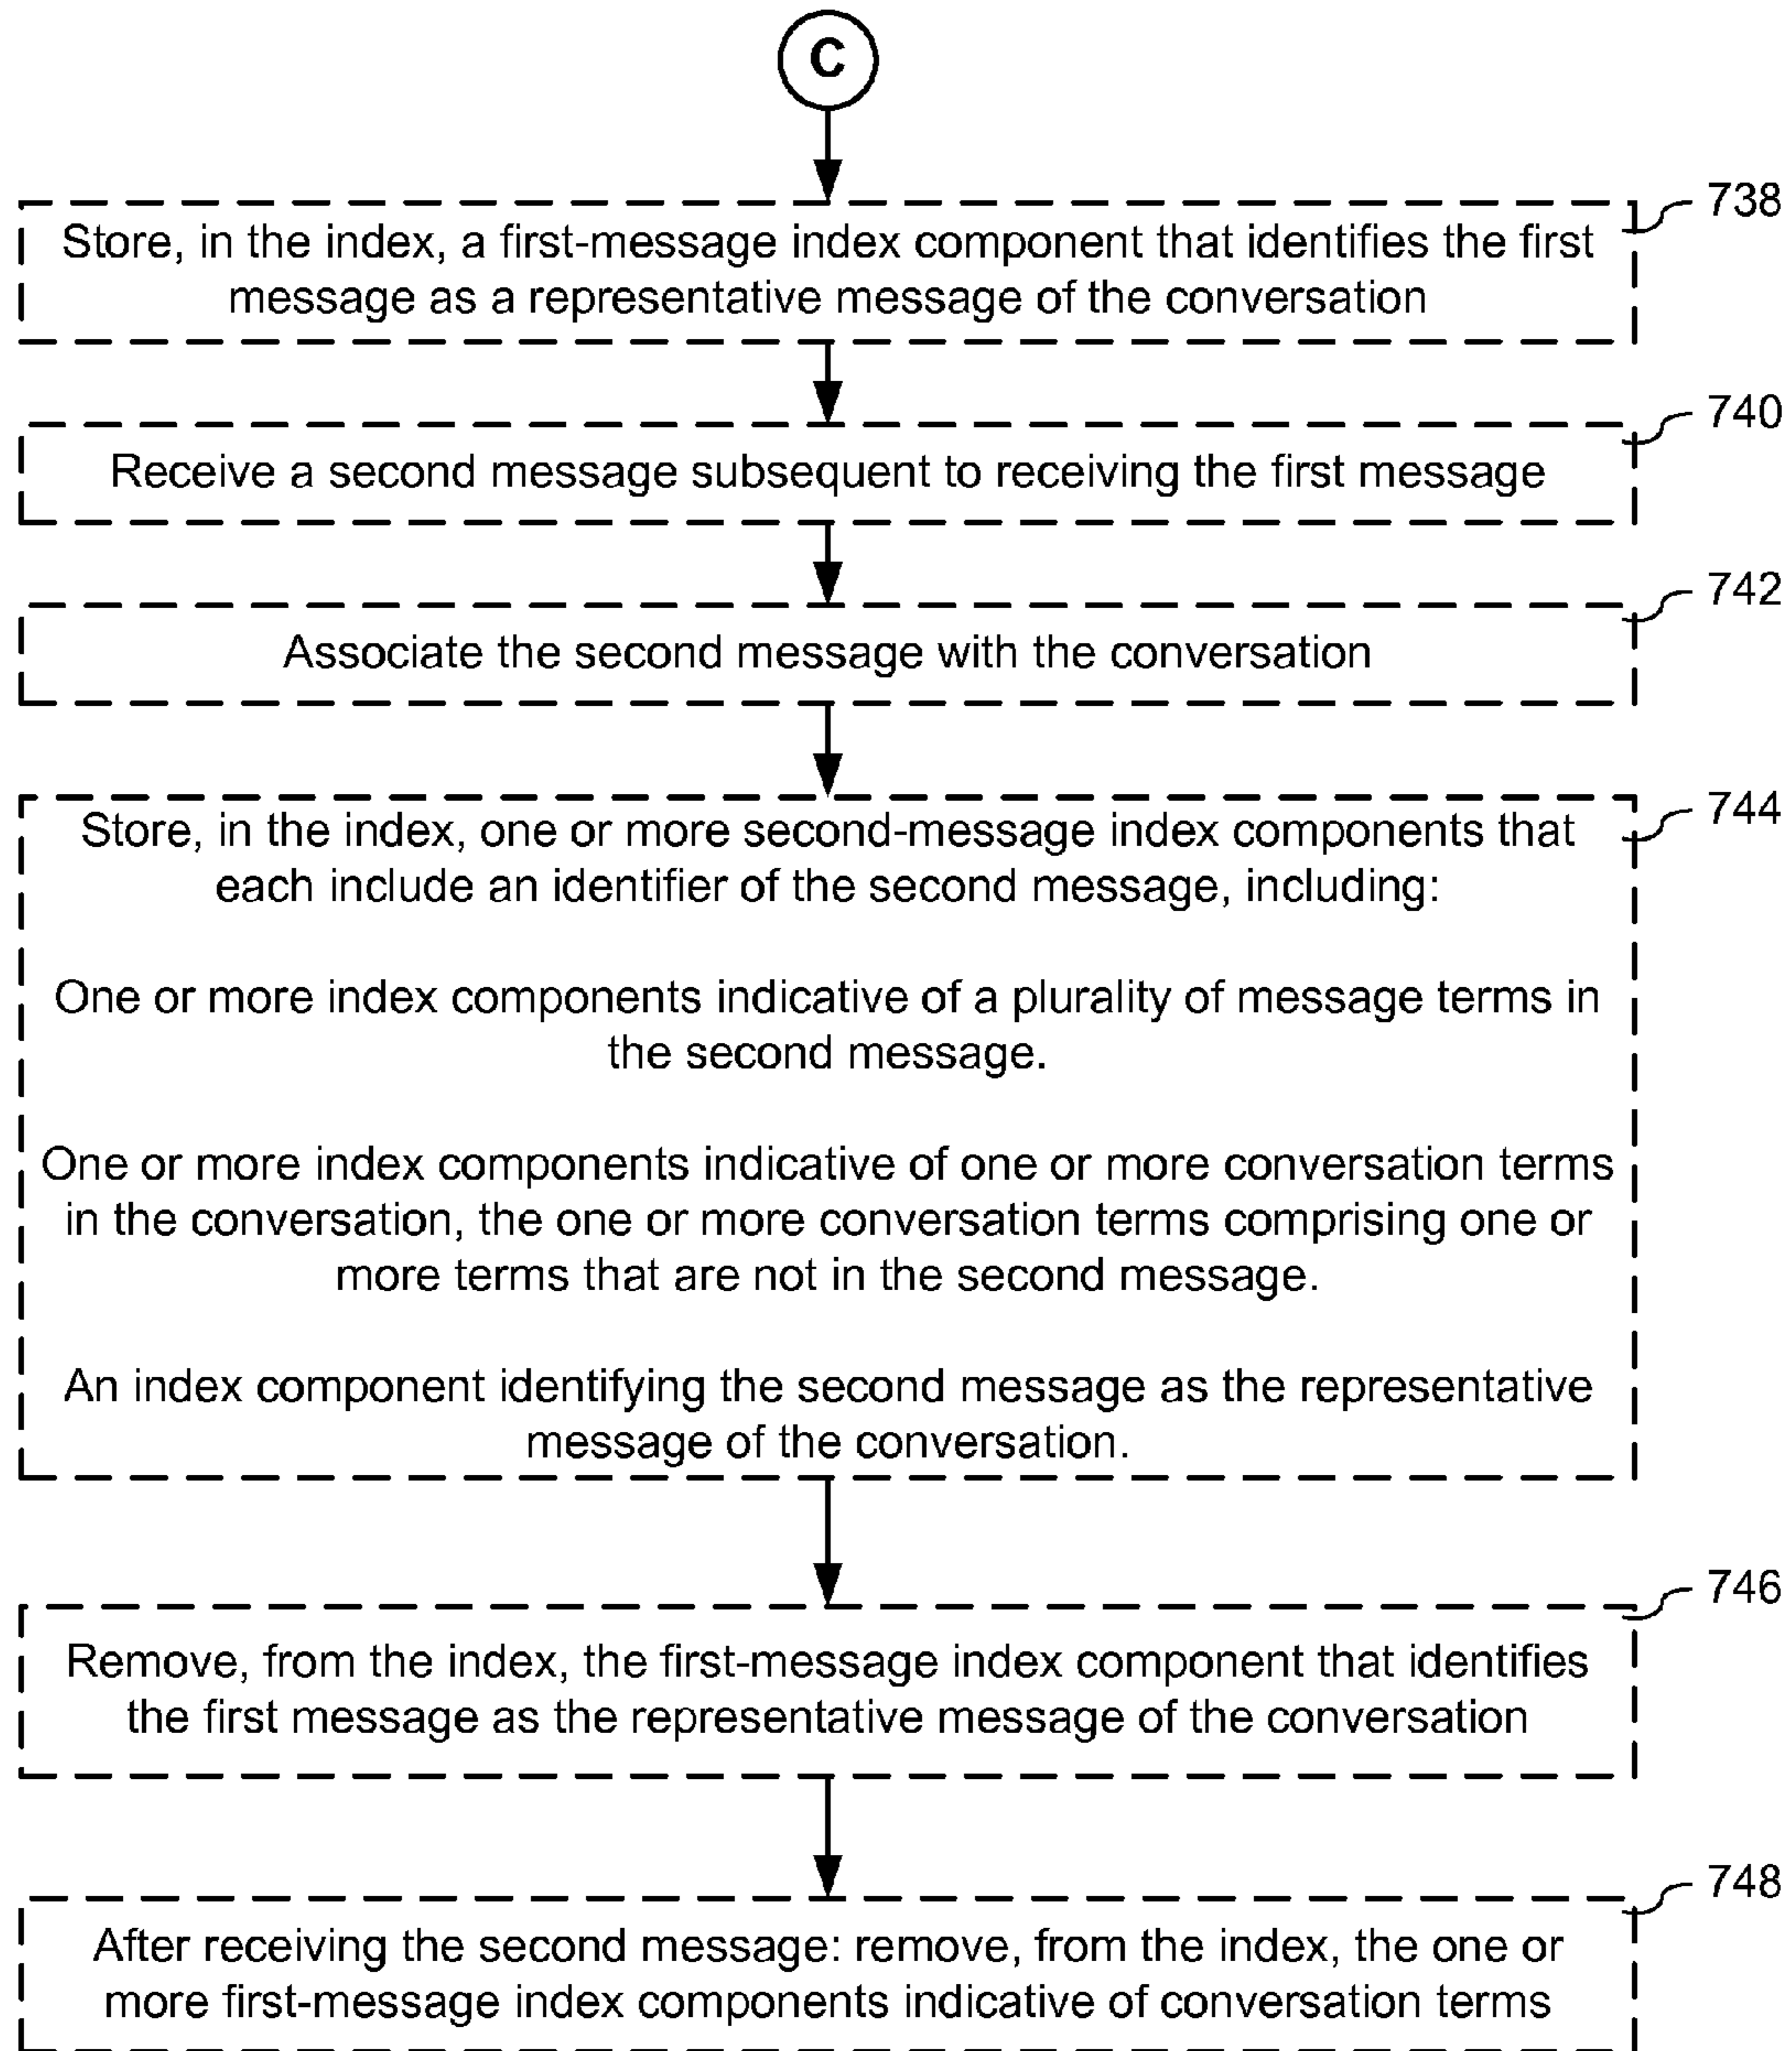 C
738
Store, in the index, a first-message index component that identifies the first
message as a representative message of the conversation
740
Receive a second message subsequent to receiving the first message
742
Associate the second message with the conversation
744
Store, in the index, one or more second-message index components that
each include an identifier of the second message, including:
One or more index components indicative of a plurality of message terms in
the second message.
One or more index components indicative of one or more conversation terms
in the conversation, the one or more conversation terms comprising one or
more terms that are not in the second message.
An index component identifying the second message as the representative
message of the conversation.
746
Remove, from the index, the first-message index component that identifies
the first message as the representative message of the conversation
748
After receiving the second message: remove, from the index, the one or
more first-message index components indicative of conversation terms